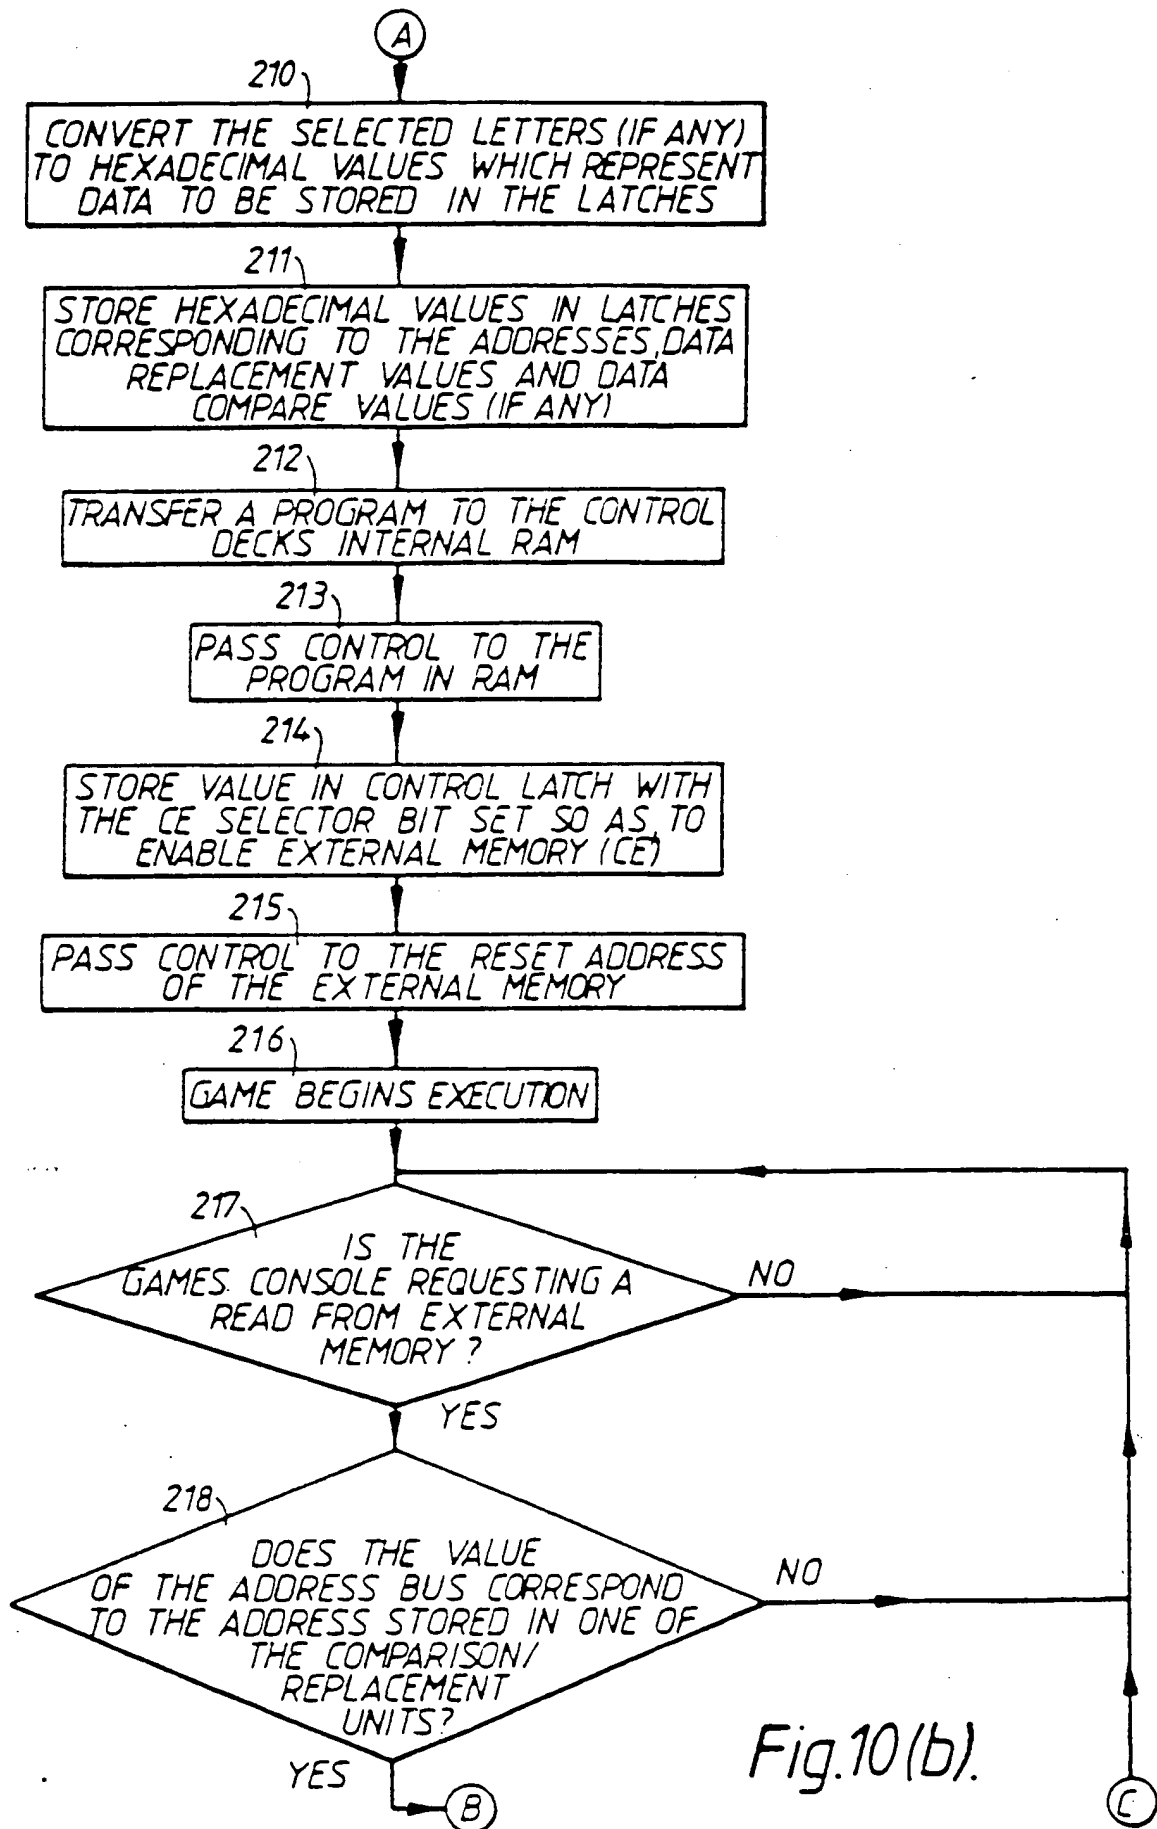 A
210
CONVERT THE SELECTED LETTERS (IF ANY)
TO HEXADECIMAL VALUES WHICH REPRESENT
DATA TO BE STORED IN THE LATCHES
211
STORE HEXADECIMAL VALUES IN LATCHES
CORRESPONDING TO THE ADDRESSES, DATA
REPLACEMENT VALUES AND DATA
COMPARE VALUES (IF ANY)
212
TRANSFER A PROGRAM TO THE CONTROL
DECKS INTERNAL RAM
213
PASS CONTROL TO THE
PROGRAM IN RAM
214
STORE VALUE IN CONTROL LATCH WITH
THE CE SELECTOR BIT SET SO AS, TO
ENABLE EXTERNAL MEMORY (CE)
215
PASS CONTROL TO THE RESET ADDRESS
OF THE EXTERNAL MEMORY
216
GAME BEGINS EXECUTION
217
IS THE
GAMES CONSOLE REQUESTING A
READ FROM EXTERNAL
MEMORY ?
NO
YES
218
DOES THE VALUE
OF THE ADDRESS BUS CORRESPOND
TO THE ADDRESS STORED IN ONE OF
THE COMPARISON/
REPLACEMENT
UNITS?
NO
YES
B
C
Fig.10(b).